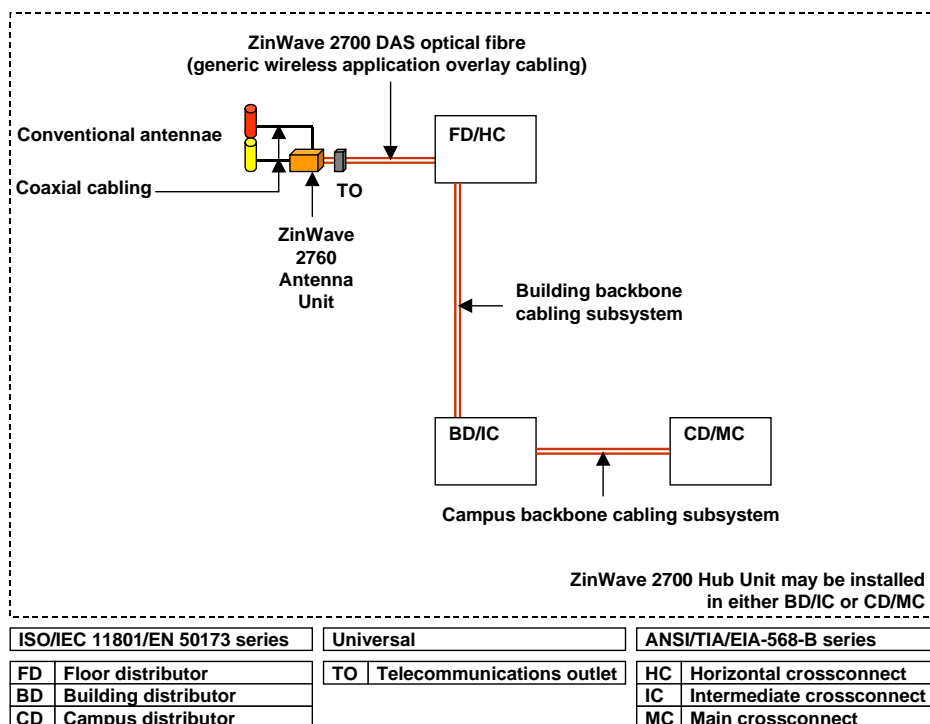 ZinWave 2700 DAS optical fibre
(generic wireless application overlay cabling)
Conventional antennae
FD/HC
Coaxial cabling
TO
ZinWave
2760
Antenna
Unit
Building backbone
cabling subsystem
BD/IC
CD/MC
Campus backbone cabling subsystem
ZinWave 2700 Hub Unit may be installed
in either BD/IC or CD/MC
ISO/IEC 11801/EN 50173 series
FD Floor distributor
BD Building distributor
CD Campus distributor
Universal
TO Telecommunications outlet
ANSI/TIA/EIA-568-B series
HC Horizontal crossconnect
IC Intermediate crossconnect
MC Main crossconnect